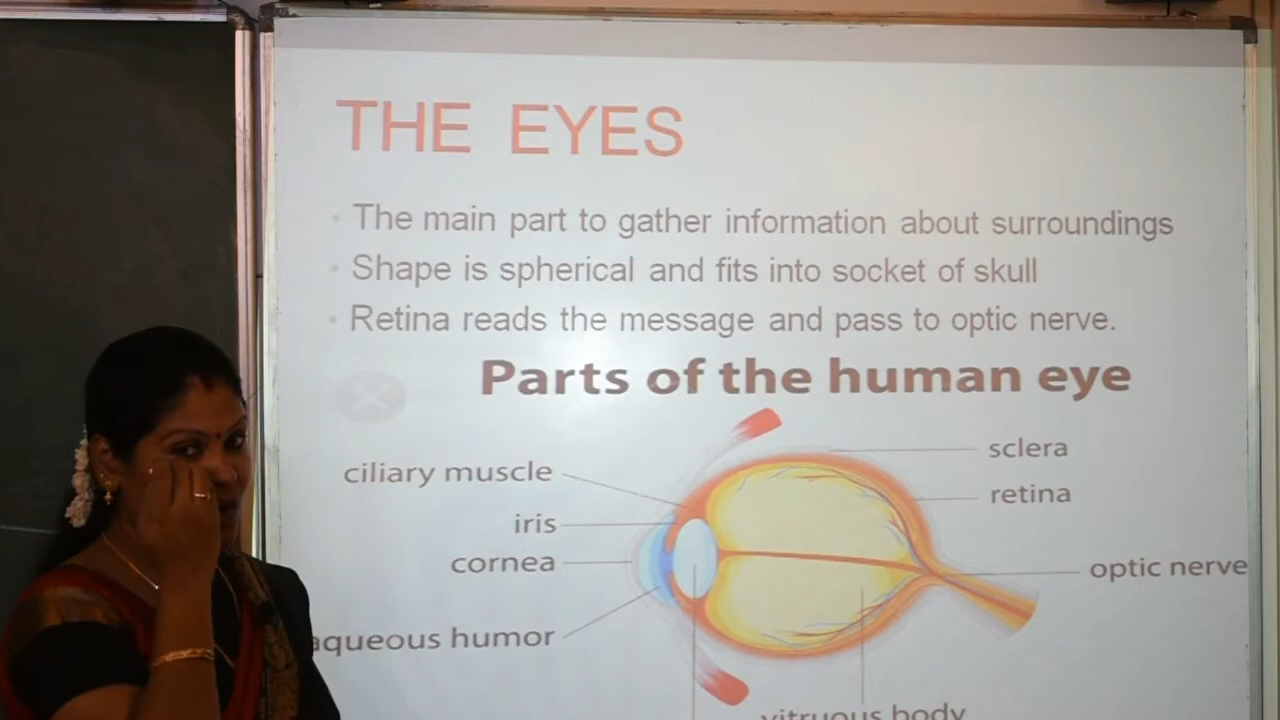 THE EYES
The main part to gather information about surroundings
Shape is spherical and fits into socket of skull
Retina reads the message and pass to optic nerve.
Parts of the human eye
sclera
ciliary muscle
retina
iris
cornea
optic nerve
aqueous humor
vitruous body